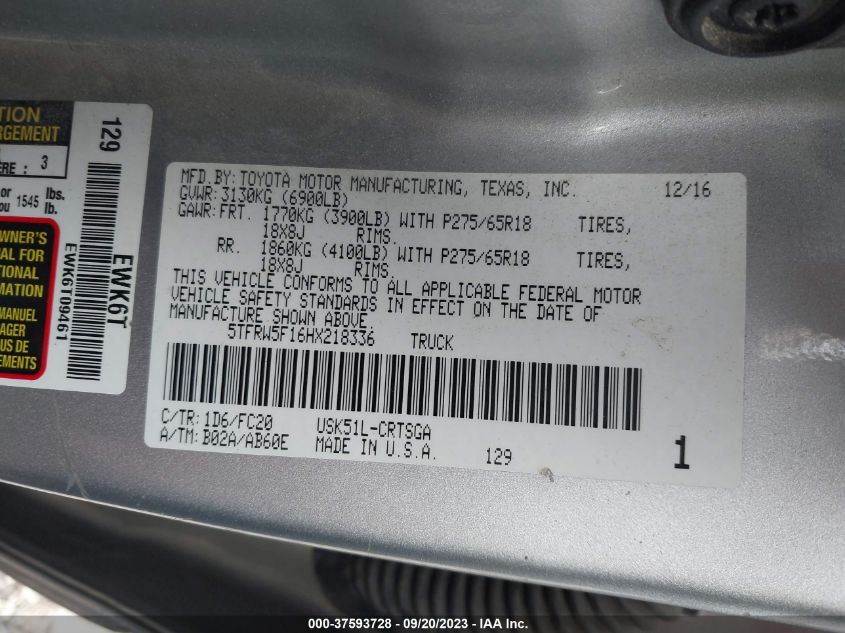 TION
RGEMENT
ERE : 3
or
ou 1545 lbs.
lb.
WNER'S
AL FOR
TIONAL
MATION
MANUEL
AGER
US DE
EMENTS
129
EWK6T09461
EWK6T
MFD.BY: TOYOTA MOTOR MANUFACTURING, TEXAS, INC. 12/16
GVWR: 3130KG (6900LB)
GAWR: FRT. 1770KG (3900LB) WITH P275/65R18 TIRES,
18X8J RIMS.
RR. 1860KG (4100LB) WITH P275/65R18 TIRES,
18X8J RIMS.
THIS VEHICLE CONFORMS TO ALL APPLICABLE FEDERAL MOTOR
VEHICLE SAFETY STANDARDS IN EFFECT ON THE DATE OF
MANUFACTURE SHOWN ABOVE.
5TFRW5F16HX218336 TRUCK
C/TR: 1D6/FC20 USK51L-CRTSGA
A/TM: B02A/AB60E MADE IN U.S.A. 129 1
000-37593728 - 09/20/2023 - IAA Inc.